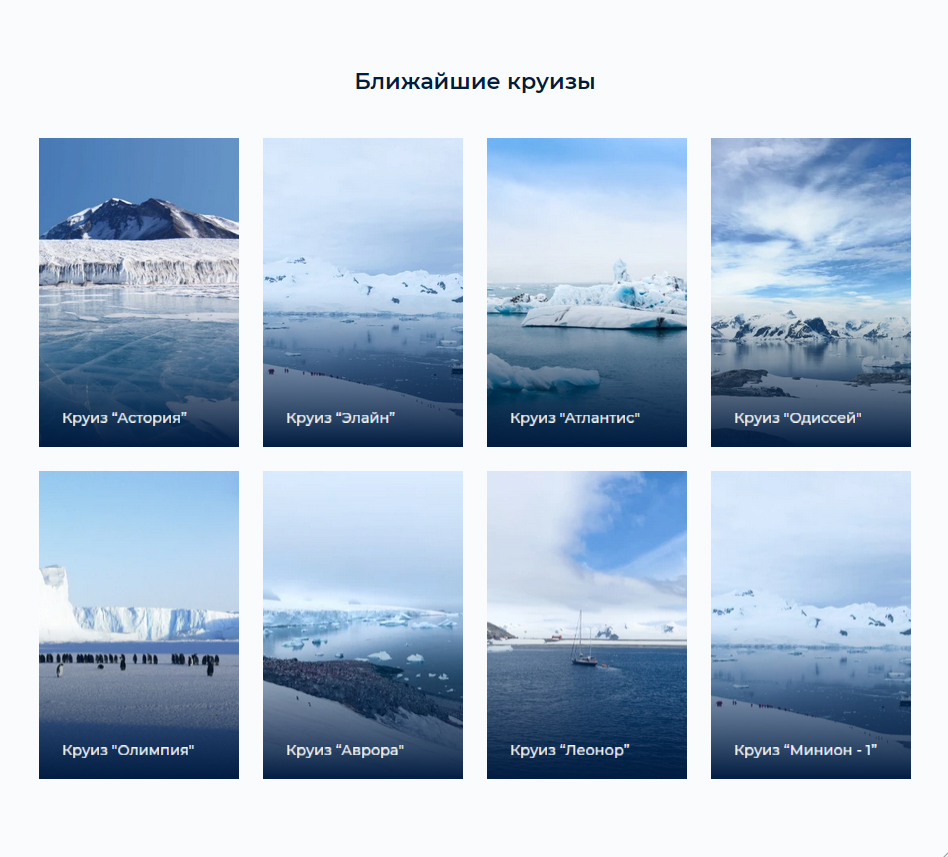 Ближайшие круизы
Круиз “Астория”
Круиз “Элайн”
Круиз "Атлантис"
Круиз "Одиссей"
Круиз "Олимпия"
Круиз “Аврора”
Круиз “Леонор”
Круиз “Минион - 1”